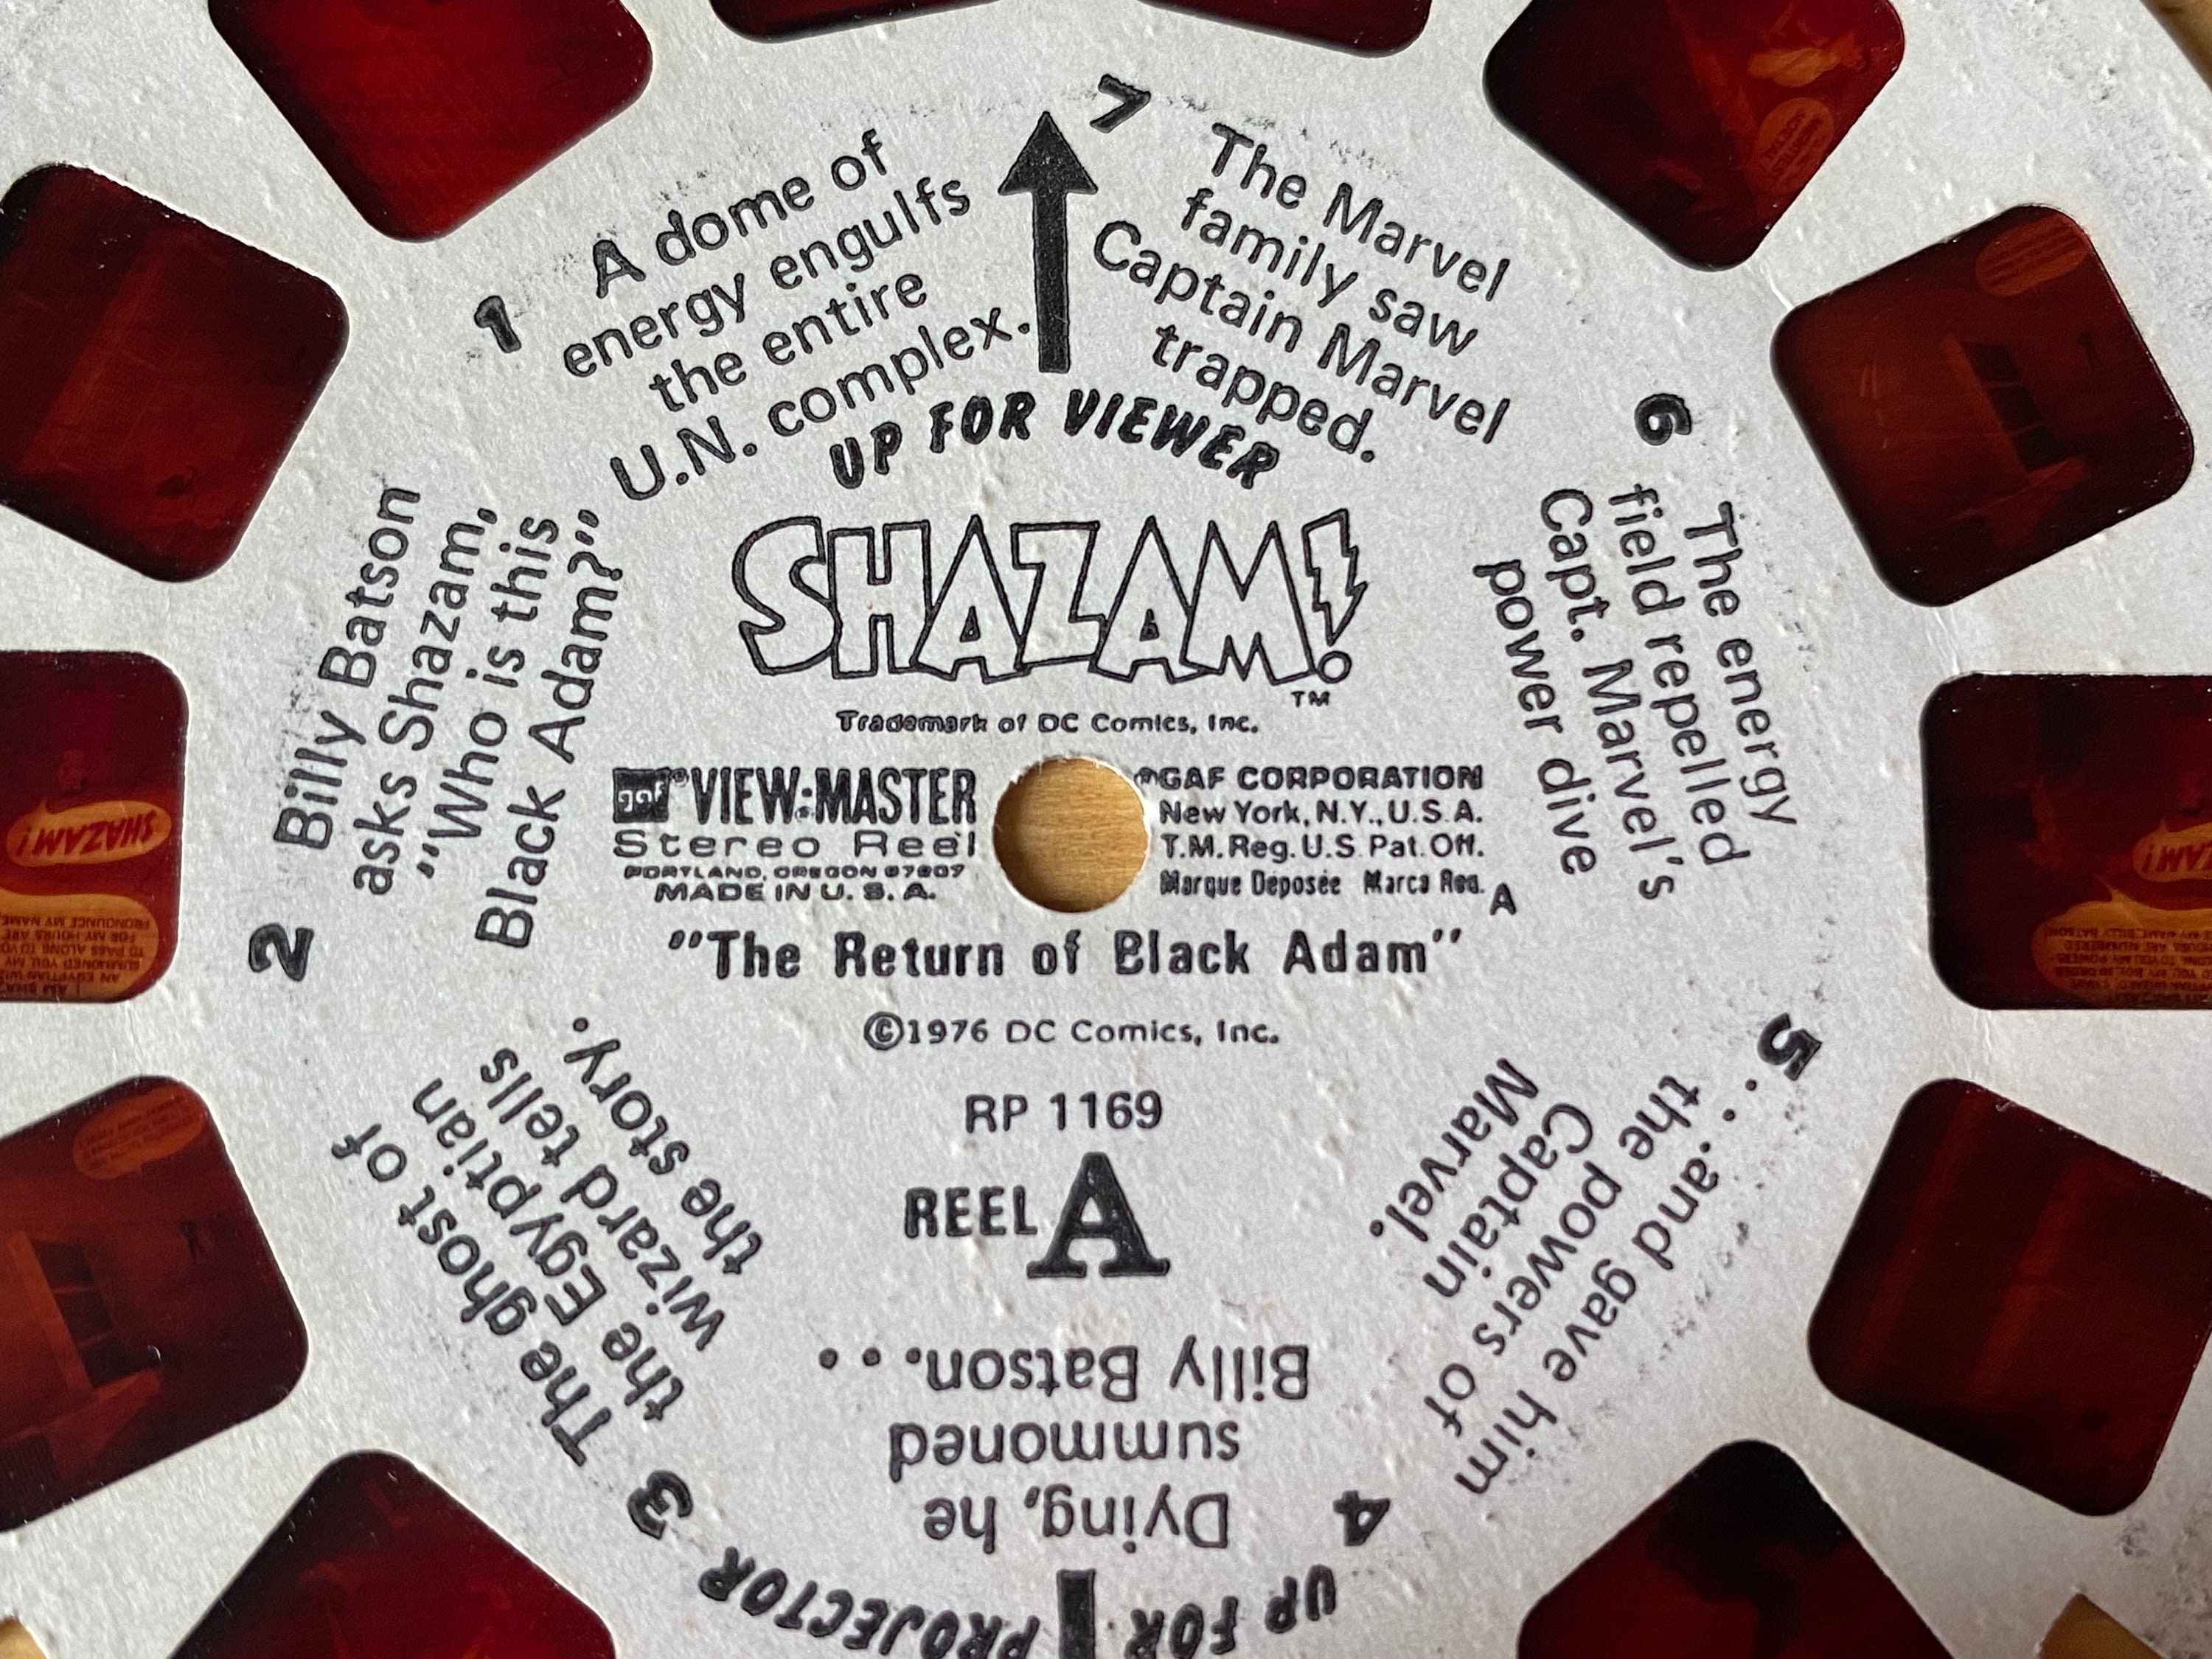 7
1
A dome of
energy engulfs
the entire
U.N. complex.
The Marvel
family saw
Captain Marvel
trapped.
UP FOR VIEWER
SHAZAM!
TM
Trademark of DC Comics, Inc.
gaf® VIEW-MASTER
Stereo Reel
PORTLAND, OREGON 97207
MADE IN U. S. A.
®GAF CORPORATION
New York, N.Y., U.S.A.
T.M. Reg. U.S. Pat. Off.
Marque Deposée Marca Reg.
A
"The Return of Black Adam"
©1976 DC Comics, Inc.
RP 1169
REEL A
2
Billy Batson
asks Shazam,
"Who is this
Black Adam?"
3
The ghost of
the Egyptian
wizard tells
the story.
4
Dying, he
summoned
Billy Batson...
5
...and gave him
the powers of
Captain
Marvel.
6
The energy
field repelled
Capt. Marvel's
power dive
UP FOR PROJECTOR
SHAZAM!
PRONOUNCE MY NAME